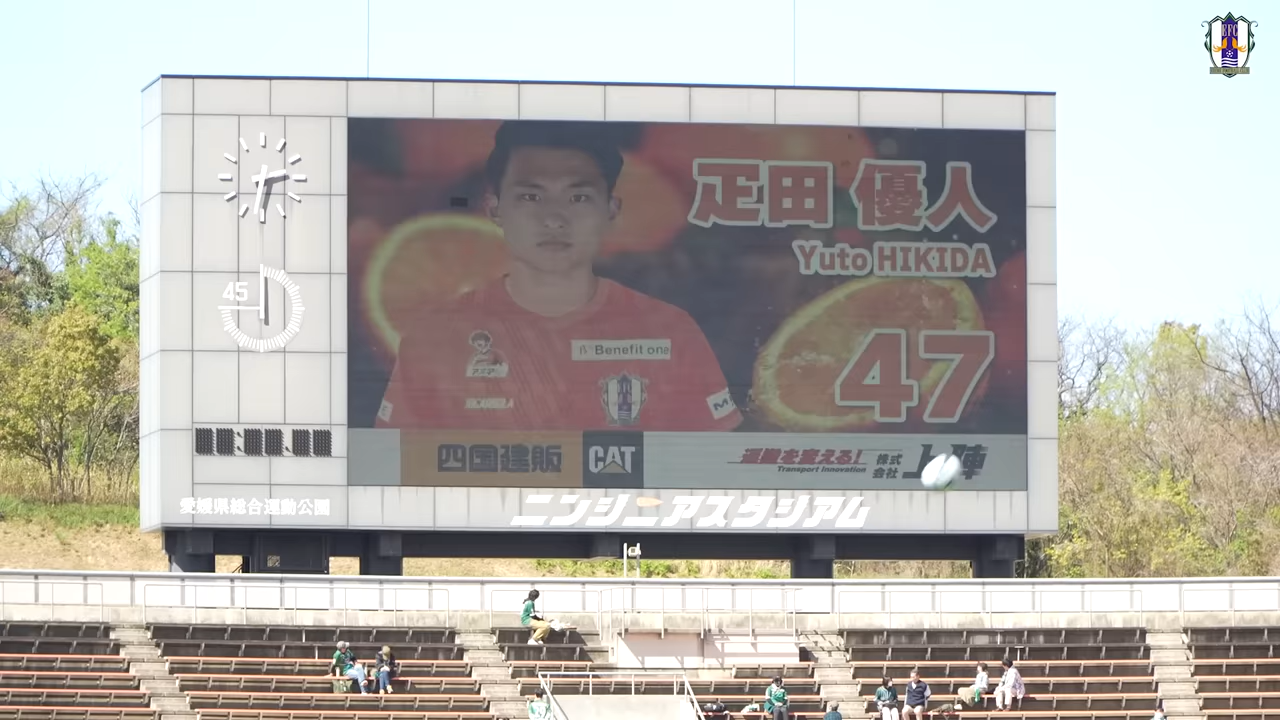 EFC
疋田 優人
Yuto HIKIDA
47
45
Benefit one
四国建販
CAT
運輸を変える!
Transport Innovation
株式
会社
上陣
愛媛県総合運動公園
ニンジニアスタジアム